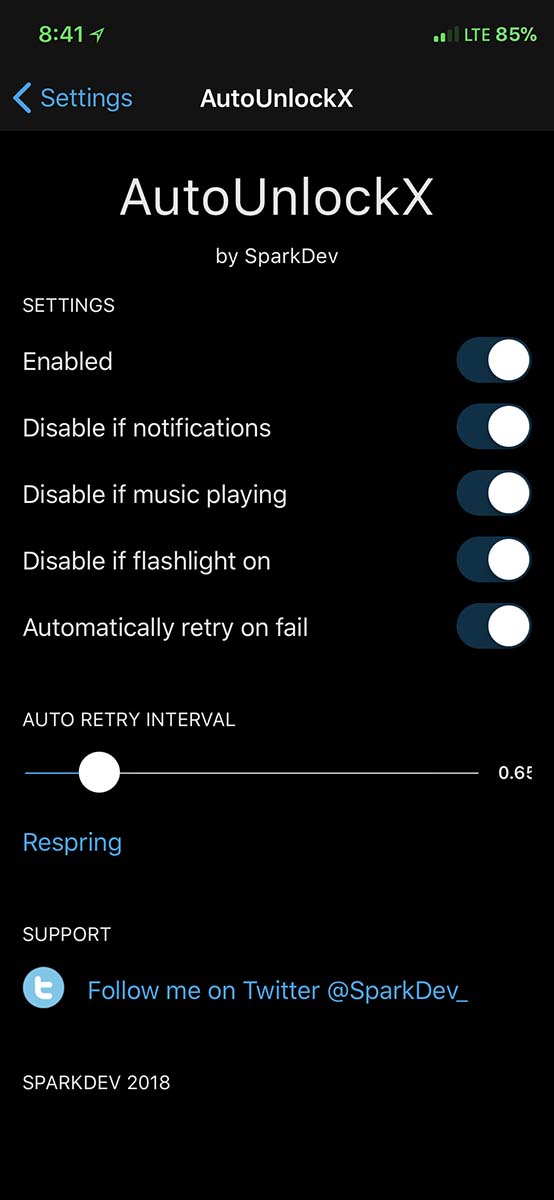 8:41 LTE 85%
Settings AutoUnlockX
AutoUnlockX
by SparkDev
SETTINGS
Enabled
Disable if notifications
Disable if music playing
Disable if flashlight on
Automatically retry on fail
AUTO RETRY INTERVAL
0.65
Respring
SUPPORT
Follow me on Twitter @SparkDev_
SPARKDEV 2018